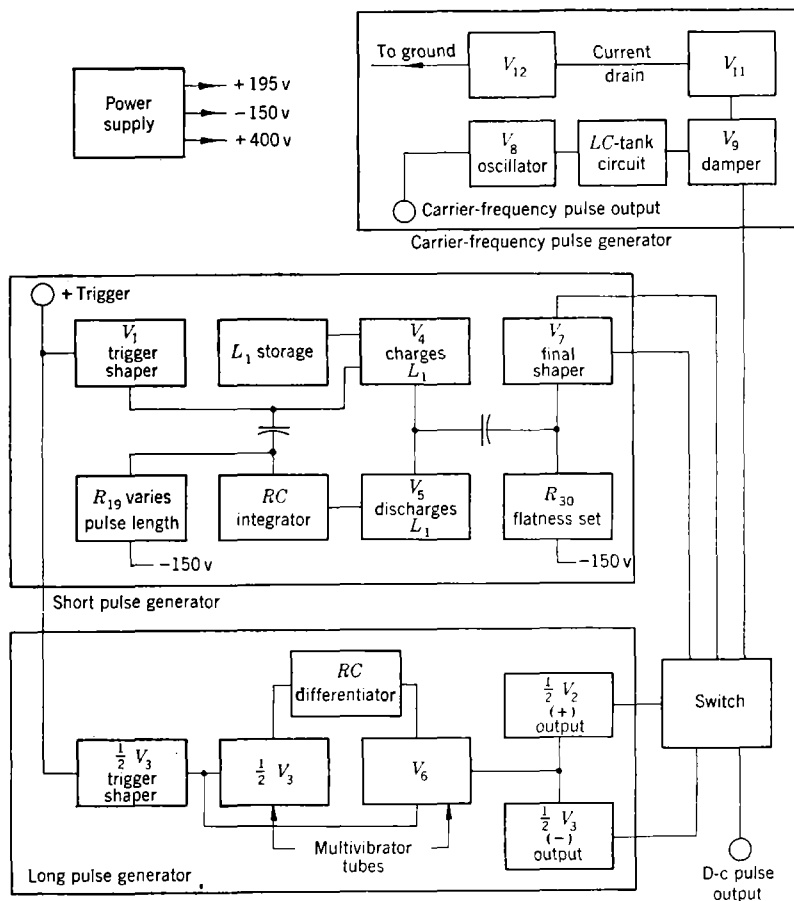 Power
supply
+ 195 v
−150 v
+ 400 v
To ground
V12
Current
drain
V11
V8
oscillator
LC-tank
circuit
V9
damper
Carrier-frequency pulse output
Carrier-frequency pulse generator
+ Trigger
V1
trigger
shaper
L1 storage
V4
charges
L1
V7
final
shaper
R19 varies
pulse length
RC
integrator
V5
discharges
L1
R30
flatness set
−150 v
−150 v
Short pulse generator
RC
differentiator
½ V2
(+)
output
Switch
½ V3
trigger
shaper
½ V3
V6
½ V3
(−)
output
Multivibrator
tubes
Long pulse generator
D-c pulse
output